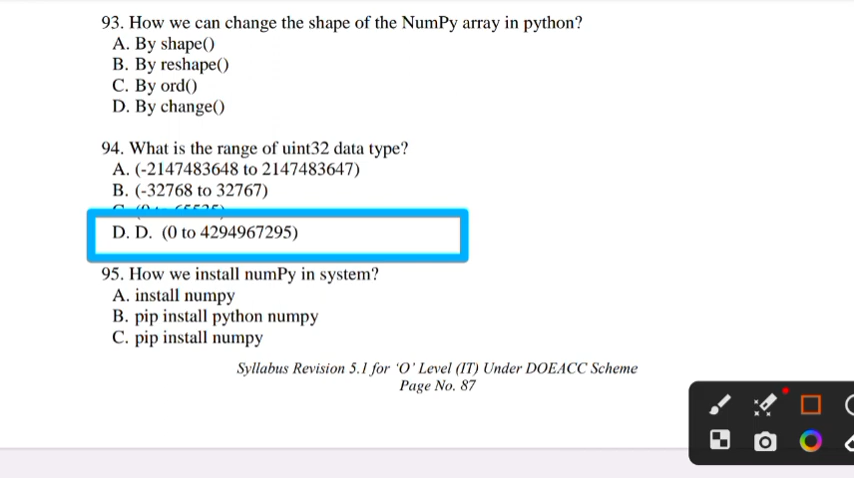 93. How we can change the shape of the NumPy array in python?
A. By shape()
B. By reshape()
C. By ord()
D. By change()
94. What is the range of uint32 data type?
A. (-2147483648 to 2147483647)
B. (-32768 to 32767)
D. D. (0 to 4294967295)
95. How we install numPy in system?
A. install numpy
B. pip install python numpy
C. pip install numpy
Syllabus Revision 5.1 for 'O' Level (IT) Under DOEACC Scheme
Page No. 87